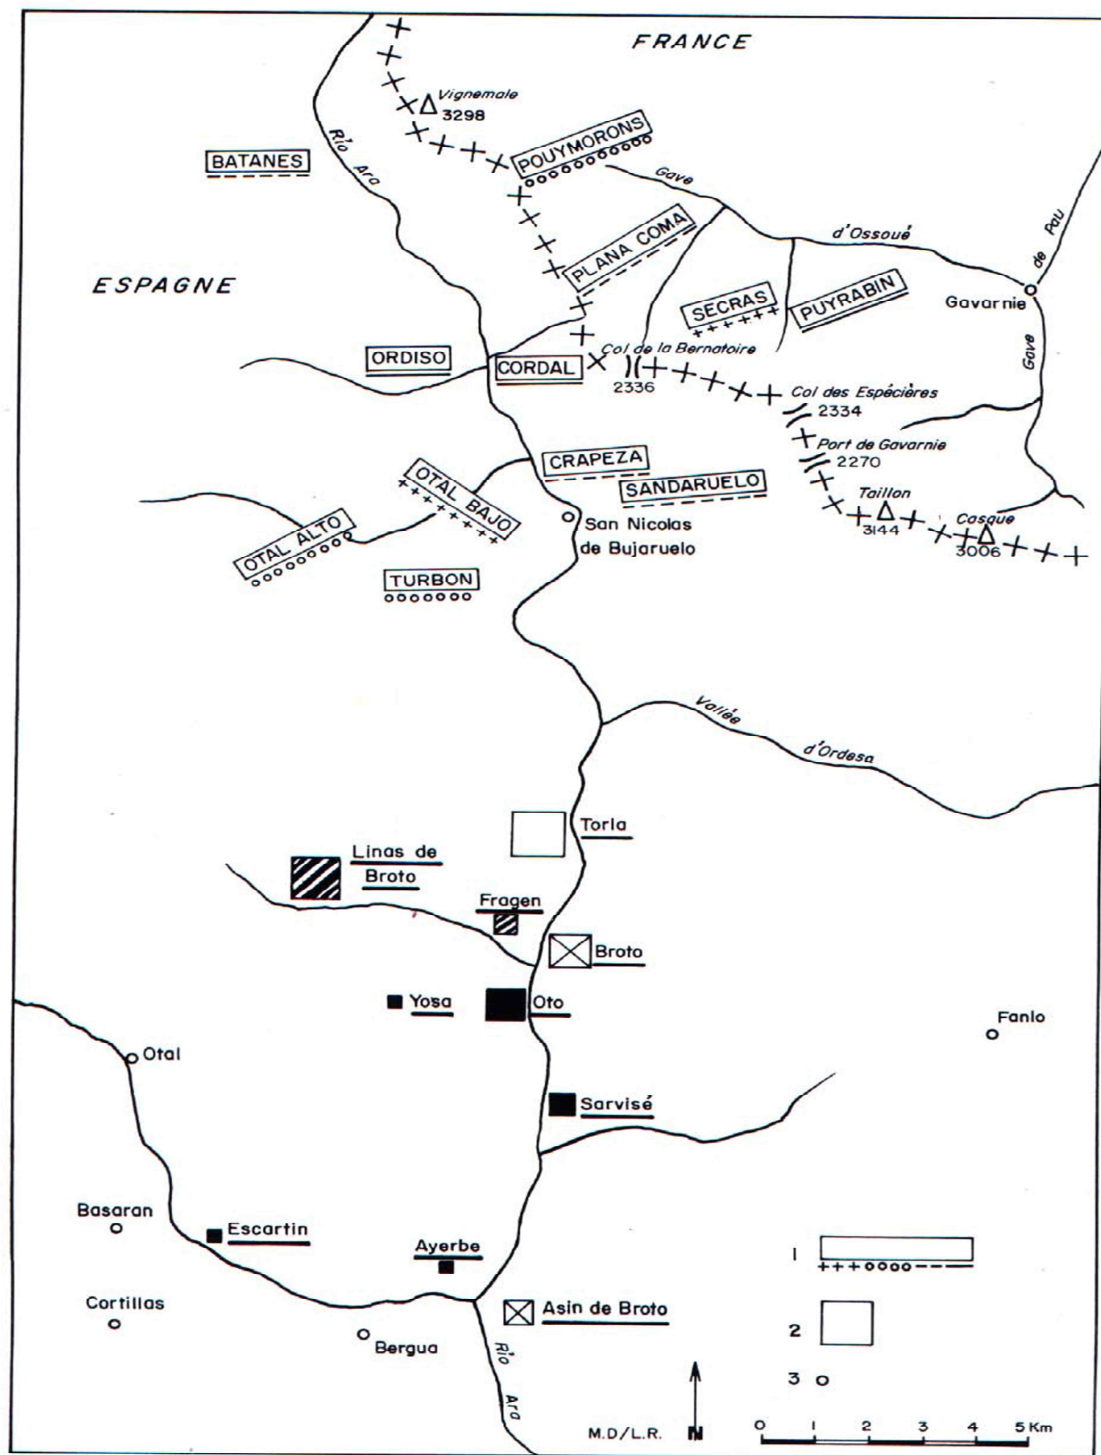 FRANCE
Vignemale
3298
Río Ara
BATANES
POUYMORONS
Gave
d'Ossoué
de Pau
PLANA COMA
ESPAGNE
SECRAS
PUYRABIN
Gavarnie
Gave
ORDISO
CORDAL
Col de la Bernatoire
2336
Col des Espécières
2334
Port de Gavarnie
2270
CRAPEZA
OTAL BAJO
SANDARUELO
Taillon
3144
Casque
3006
San Nicolas
de Bujaruelo
OTAL ALTO
TURBON
Vallée
d'Ordesa
Torla
Linas de
Broto
Fragen
Broto
Yosa
Oto
Fanlo
Otal
Sarvisé
Basaran
Escartin
Ayerbe
1
Cortillas
Asin de Broto
2
Bergua
3
Río Ara
M.D/L.R.
N
0 1 2 3 4 5 Km